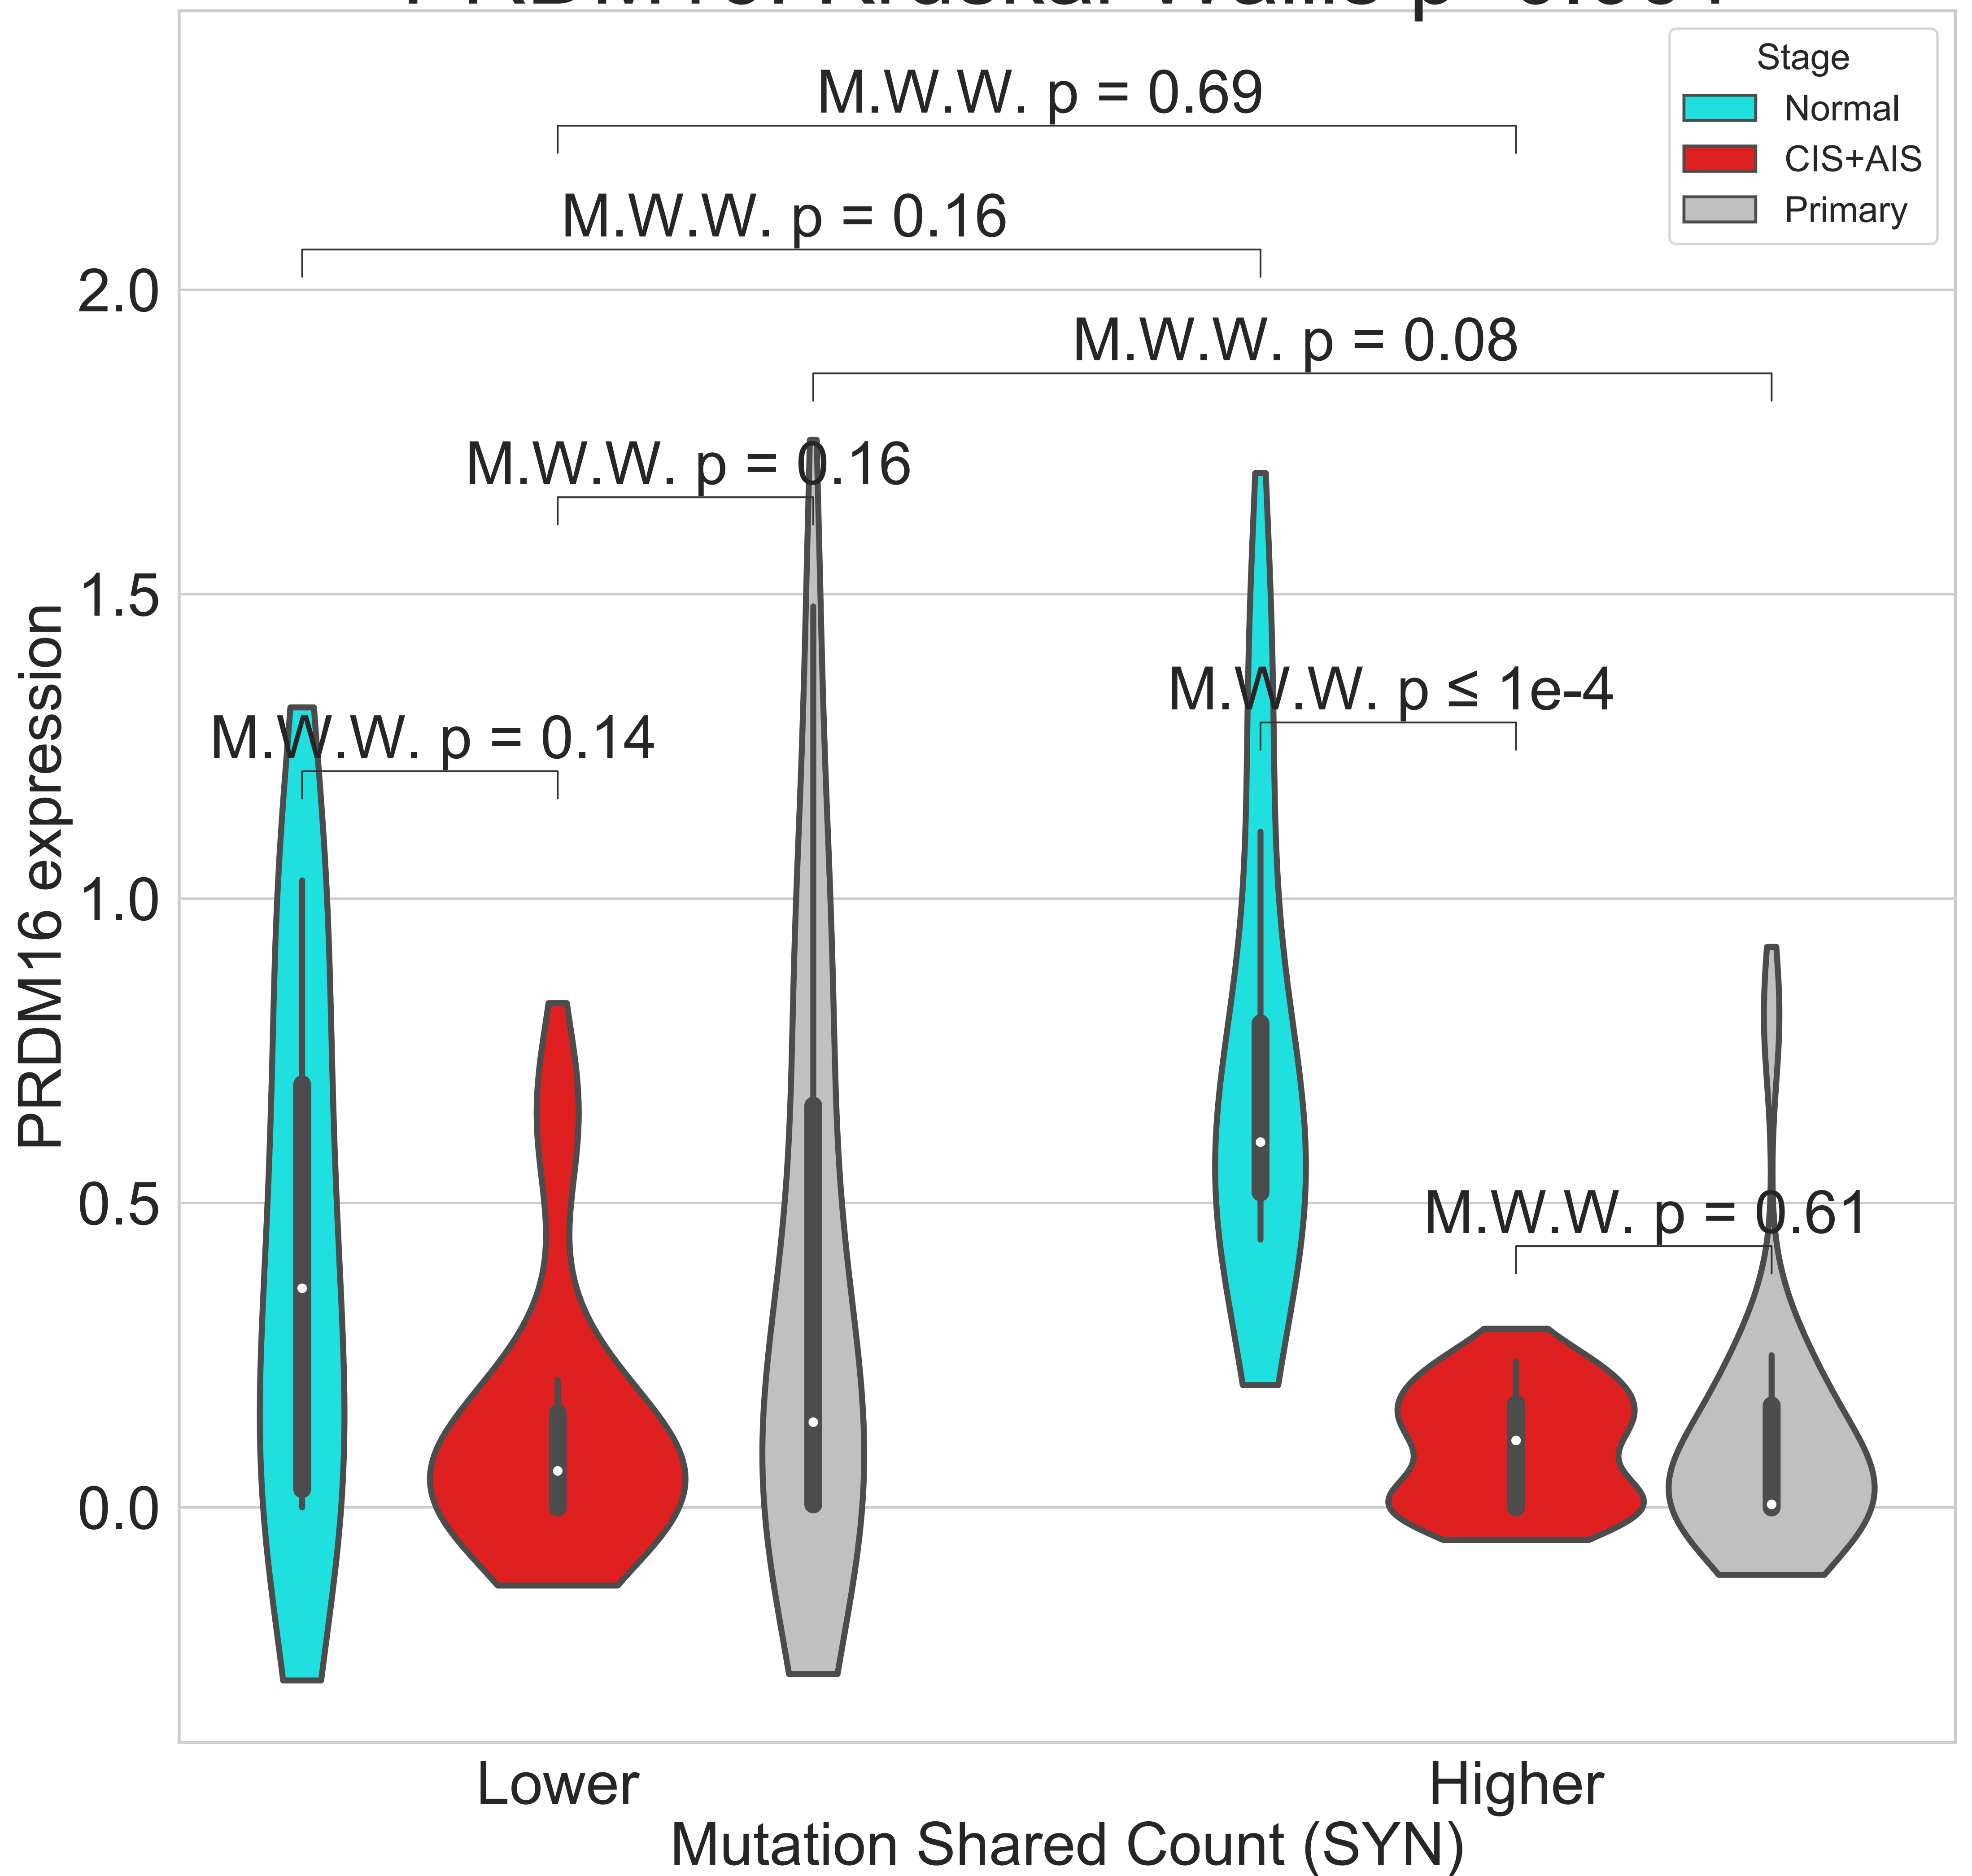 Stage
Normal
CIS+AIS
Primary
M.W.W. p = 0.69
M.W.W. p = 0.16
M.W.W. p = 0.08
M.W.W. p = 0.16
M.W.W. p ≤ 1e-4
M.W.W. p = 0.14
M.W.W. p = 0.61
PRDM16 expression
2.0
1.5
1.0
0.5
0.0
Lower
Higher
Mutation Shared Count (SYN)